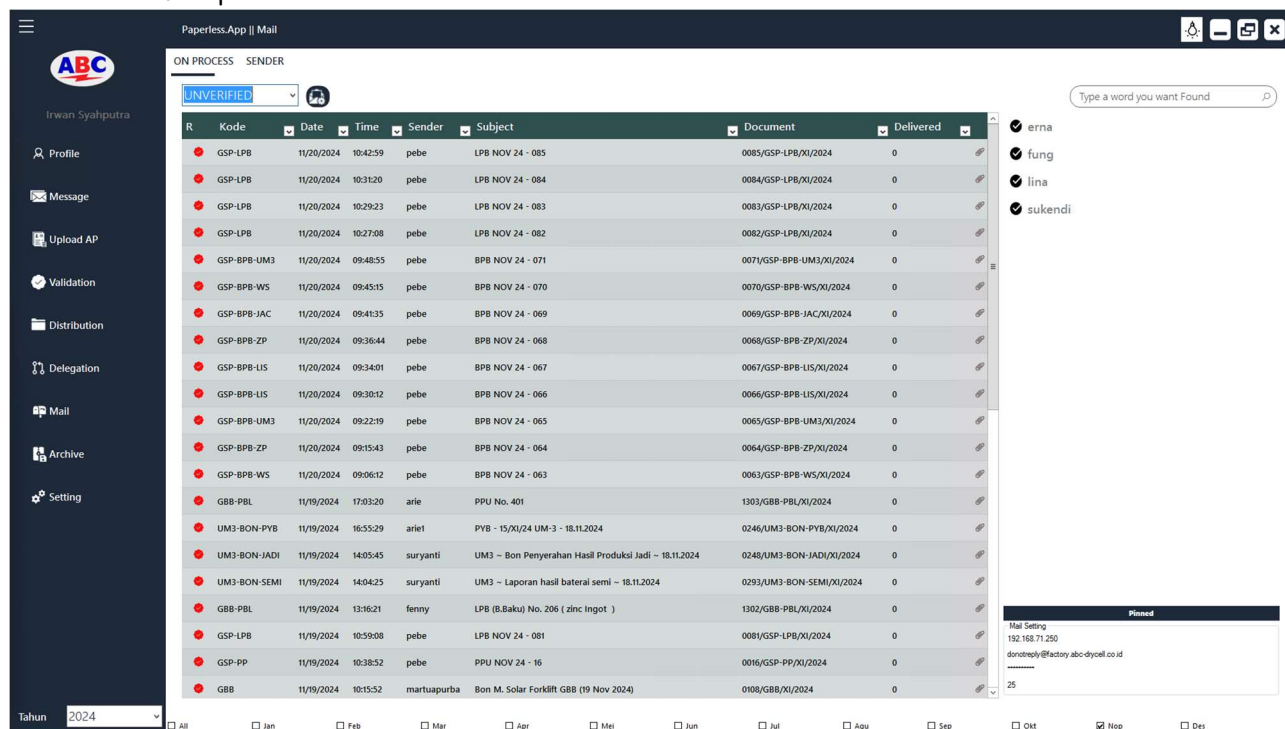 Paperless.App || Mail
ABC
Irwan Syahputra
Profile
Message
Upload AP
Validation
Distribution
Delegation
Mail
Archive
Setting
Tahun 2024
ON PROCESS SENDER
UNVERIFIED
Type a word you want Found
R Kode Date Time Sender Subject Document Delivered
GSP-LPB 11/20/2024 10:42:59 pebe LPB NOV 24 - 085 0085/GSP-LPB/XI/2024 0
GSP-LPB 11/20/2024 10:31:20 pebe LPB NOV 24 - 084 0084/GSP-LPB/XI/2024 0
GSP-LPB 11/20/2024 10:29:23 pebe LPB NOV 24 - 083 0083/GSP-LPB/XI/2024 0
GSP-LPB 11/20/2024 10:27:08 pebe LPB NOV 24 - 082 0082/GSP-LPB/XI/2024 0
GSP-BPB-UM3 11/20/2024 09:48:55 pebe BPB NOV 24 - 071 0071/GSP-BPB-UM3/XI/2024 0
GSP-BPB-WS 11/20/2024 09:45:15 pebe BPB NOV 24 - 070 0070/GSP-BPB-WS/XI/2024 0
GSP-BPB-JAC 11/20/2024 09:41:35 pebe BPB NOV 24 - 069 0069/GSP-BPB-JAC/XI/2024 0
GSP-BPB-ZP 11/20/2024 09:36:44 pebe BPB NOV 24 - 068 0068/GSP-BPB-ZP/XI/2024 0
GSP-BPB-LIS 11/20/2024 09:34:01 pebe BPB NOV 24 - 067 0067/GSP-BPB-LIS/XI/2024 0
GSP-BPB-LIS 11/20/2024 09:30:12 pebe BPB NOV 24 - 066 0066/GSP-BPB-LIS/XI/2024 0
GSP-BPB-UM3 11/20/2024 09:22:19 pebe BPB NOV 24 - 065 0065/GSP-BPB-UM3/XI/2024 0
GSP-BPB-ZP 11/20/2024 09:15:43 pebe BPB NOV 24 - 064 0064/GSP-BPB-ZP/XI/2024 0
GSP-BPB-WS 11/20/2024 09:06:12 pebe BPB NOV 24 - 063 0063/GSP-BPB-WS/XI/2024 0
GBB-PBL 11/19/2024 17:03:20 arie PPU No. 401 1303/GBB-PBL/XI/2024 0
UM3-BON-PYB 11/19/2024 16:55:29 arie1 PYB - 15/XI/24 UM-3 - 18.11.2024 0246/UM3-BON-PYB/XI/2024 0
UM3-BON-JADI 11/19/2024 14:05:45 suryanti UM3 ~ Bon Penyerahan Hasil Produksi Jadi ~ 18.11.2024 0248/UM3-BON-JADI/XI/2024 0
UM3-BON-SEMI 11/19/2024 14:04:25 suryanti UM3 ~ Laporan hasil baterai semi ~ 18.11.2024 0293/UM3-BON-SEMI/XI/2024 0
GBB-PBL 11/19/2024 13:16:21 fenny LPB (B.Baku) No. 206 ( zinc Ingot ) 1302/GBB-PBL/XI/2024 0
GSP-LPB 11/19/2024 10:59:08 pebe LPB NOV 24 - 081 0081/GSP-LPB/XI/2024 0
GSP-PP 11/19/2024 10:38:52 pebe PPU NOV 24 - 16 0016/GSP-PP/XI/2024 0
GBB 11/19/2024 10:15:52 martuapurba Bon M. Solar Forklift GBB (19 Nov 2024) 0108/GBB/XI/2024 0
erna
fung
lina
sukendi
Pinned
Mail Setting
192.168.71.250
donotreply@factory.abc-drycell.co.id
**********
25
All Jan Feb Mar Apr Mei Jun Jul Agu Sep Okt Nop Des